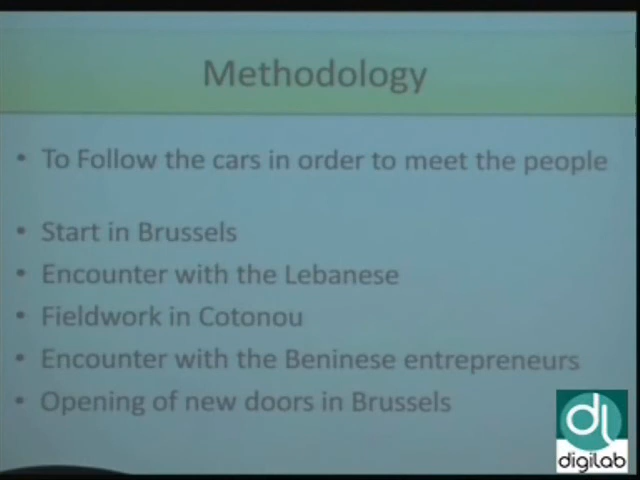 Methodology
• To Follow the cars in order to meet the people
• Start in Brussels
• Encounter with the Lebanese
• Fieldwork in Cotonou
• Encounter with the Beninese entrepreneurs
• Opening of new doors in Brussels
dl
digilab